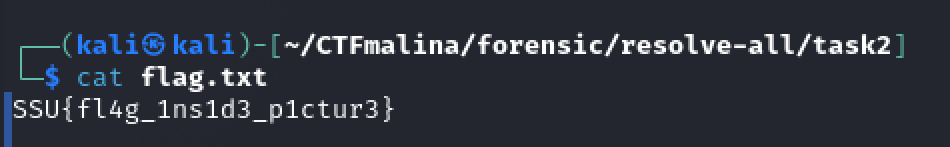 ┌──(kali㉿kali)-[~/CTFmalina/forensic/resolve-all/task2]
└─$ cat flag.txt
SSU{fl4g_1ns1d3_p1ctur3}